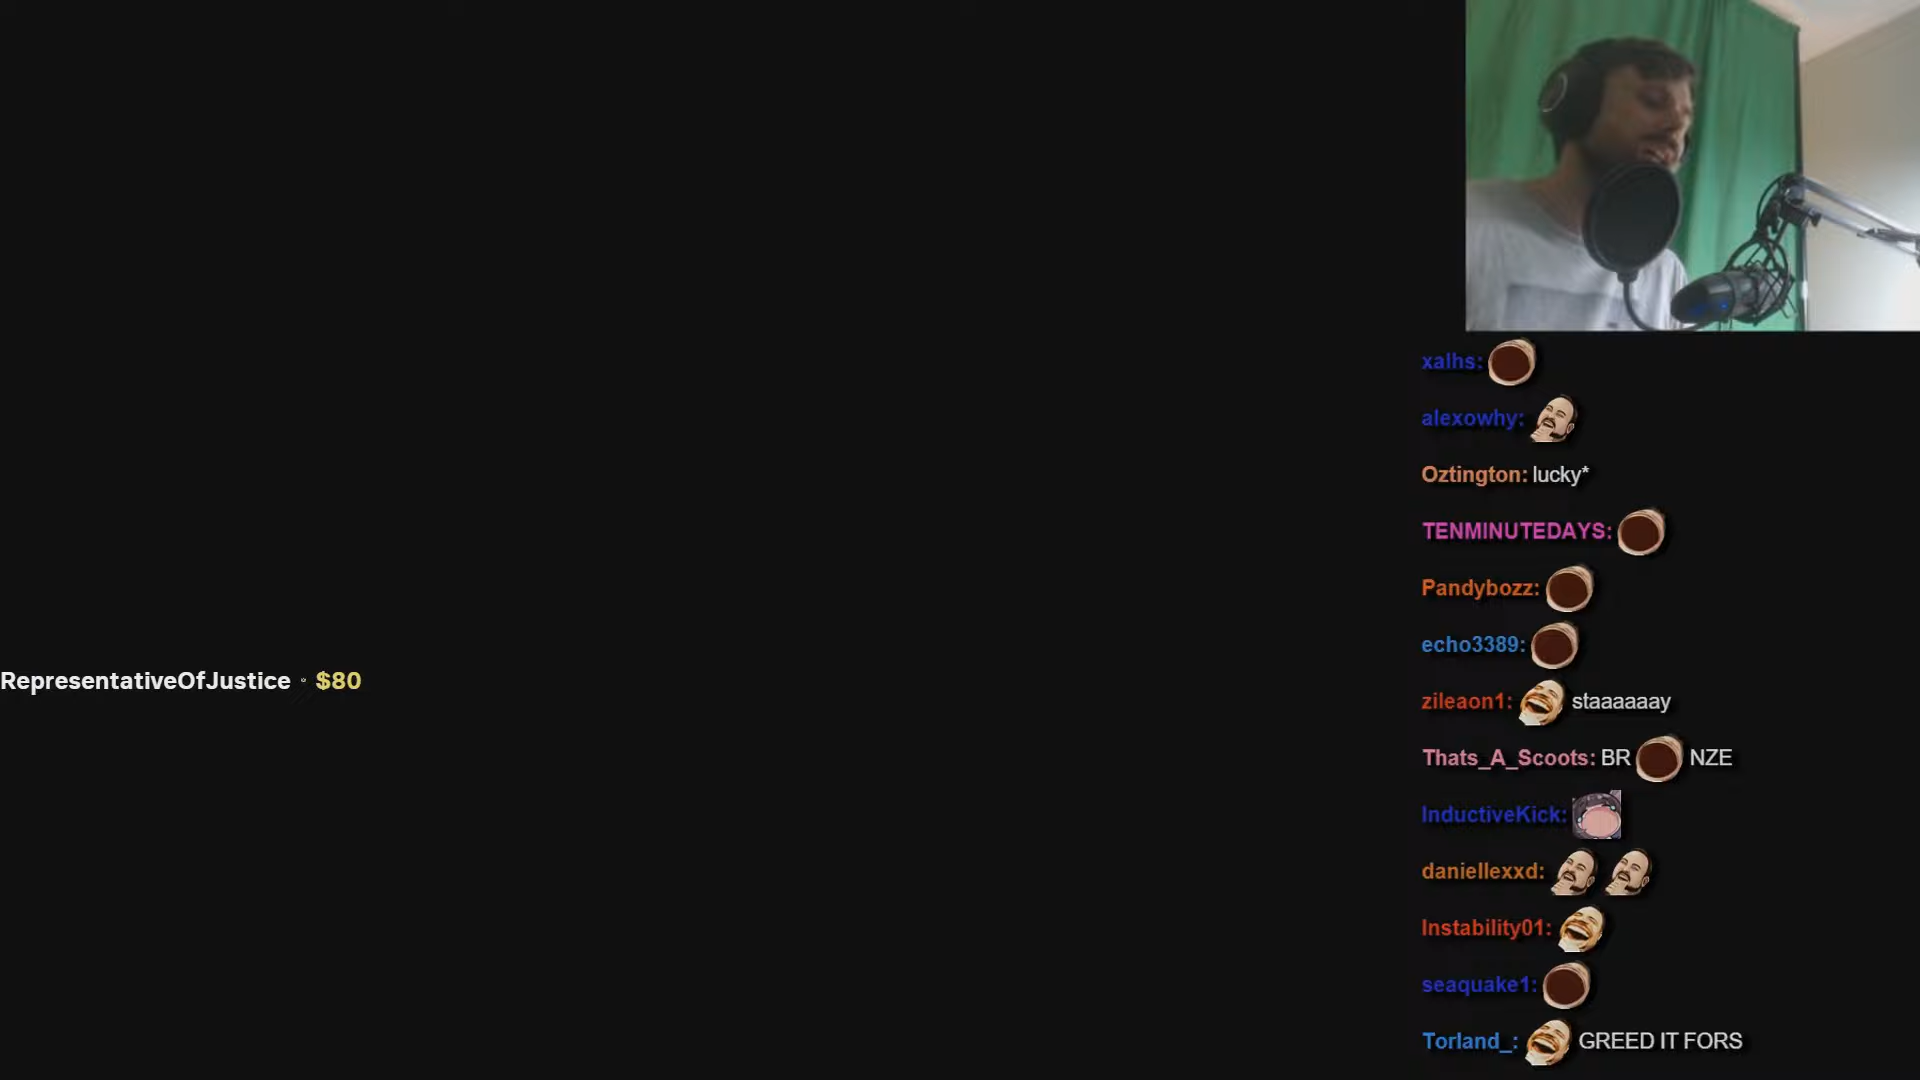 xalhs:
alexowhy:
Oztington: lucky*
TENMINUTEDAYS:
Pandybozz:
echo3389:
RepresentativeOfJustice · $80
zileaon1: staaaaaay
Thats_A_Scoots: BR NZE
InductiveKick:
daniellexxd:
Instability01:
seaquake1:
Torland_: GREED IT FORS